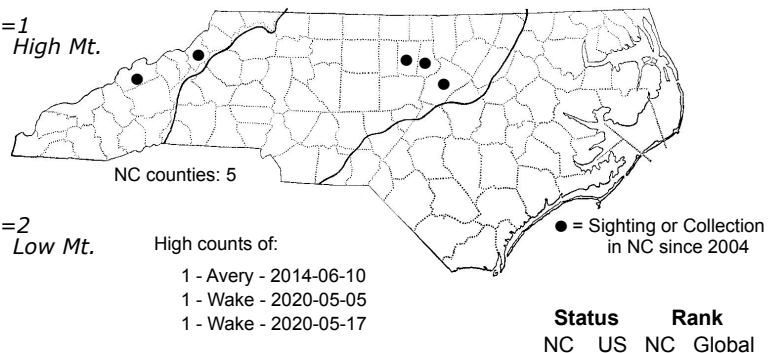 =1
High Mt.
NC counties: 5
=2
Low Mt.
High counts of:
1 - Avery - 2014-06-10
1 - Wake - 2020-05-05
1 - Wake - 2020-05-17
● = Sighting or Collection
in NC since 2004
Status Rank
NC US NC Global